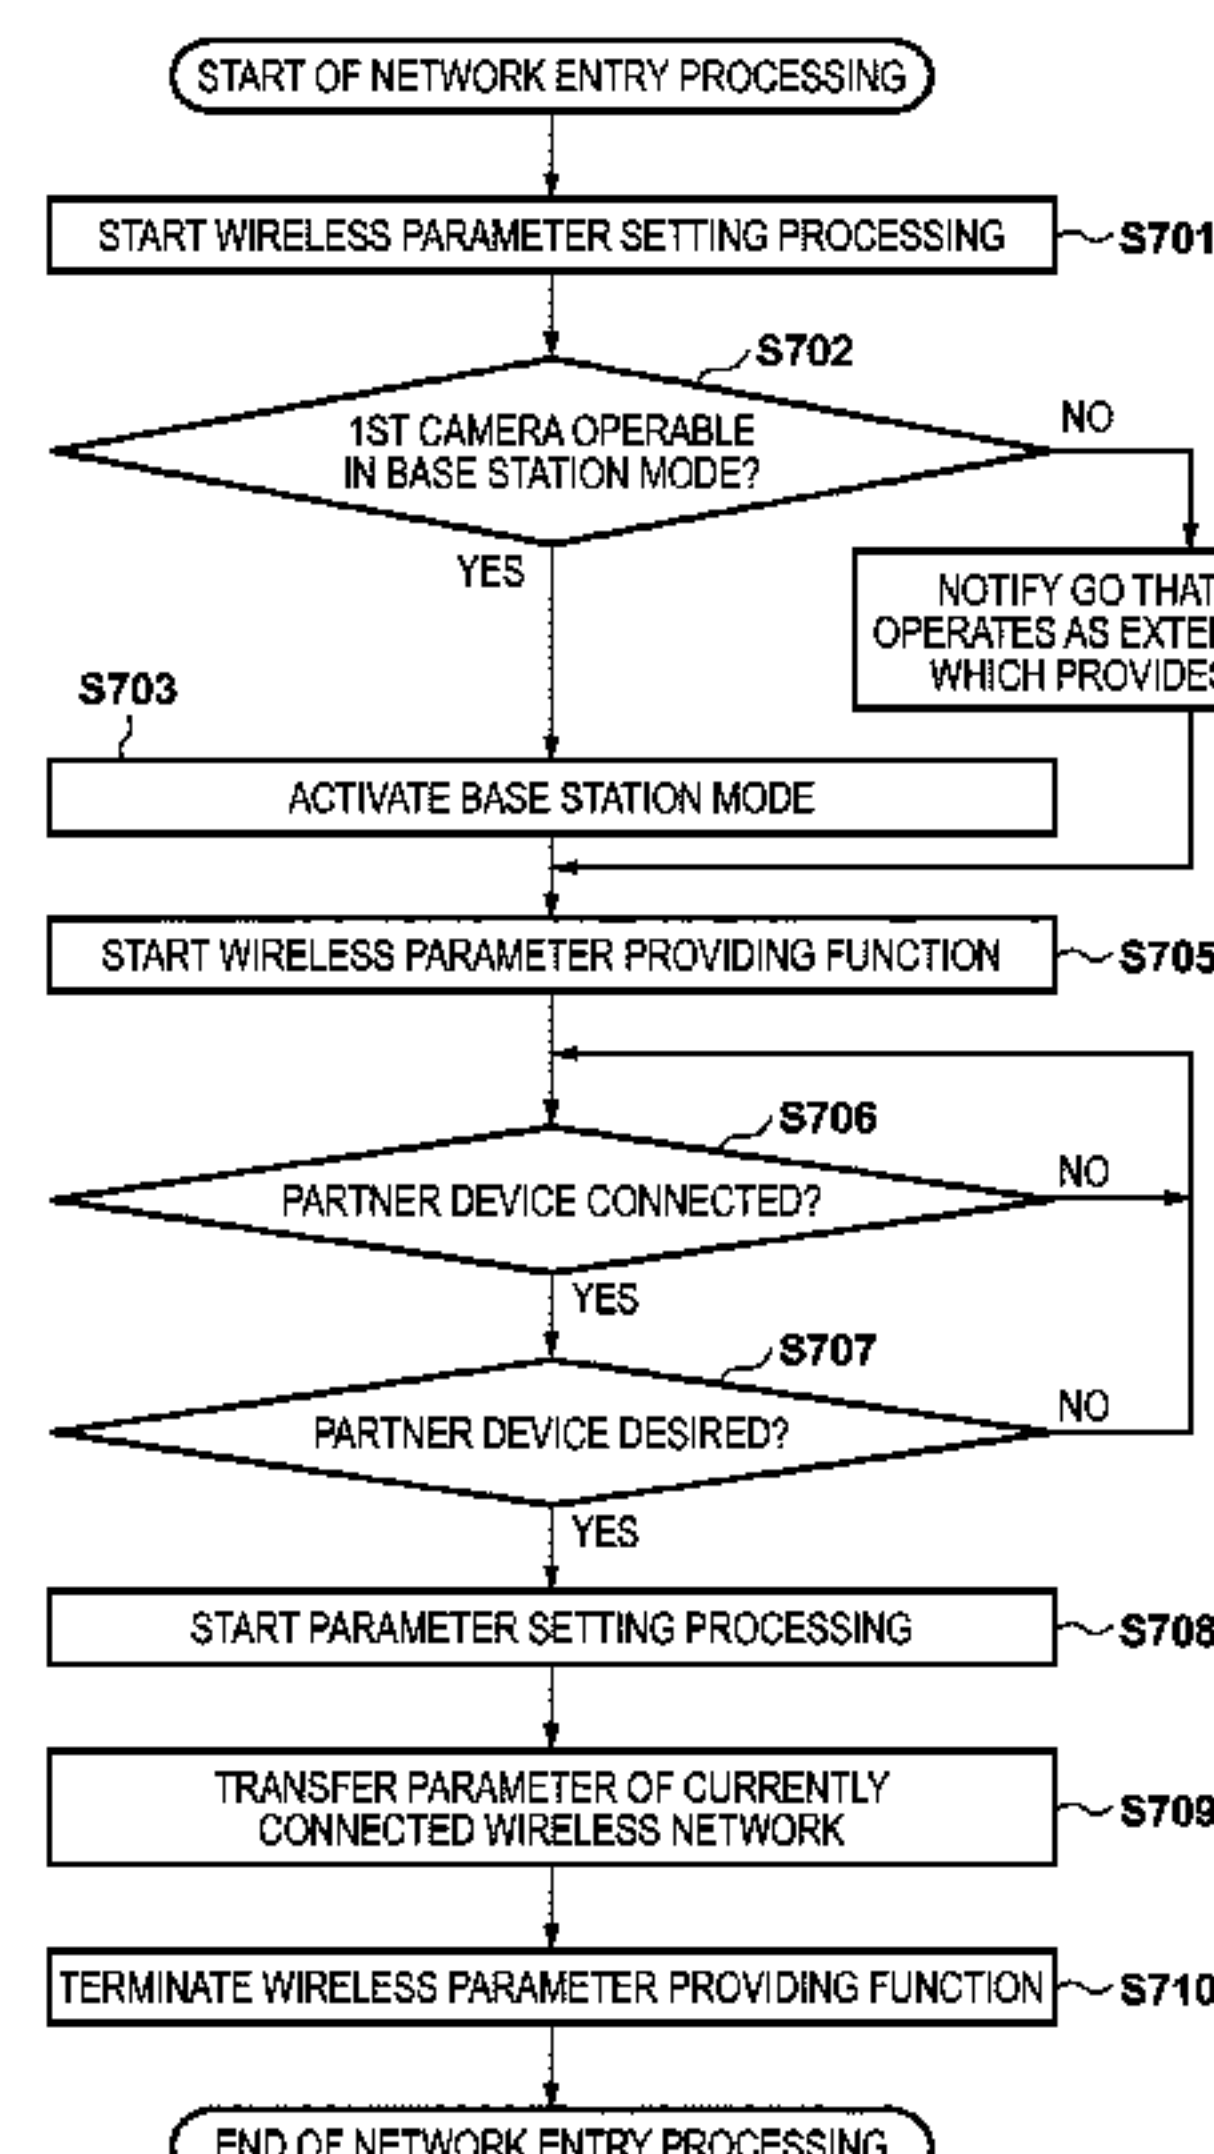 START OF NETWORK ENTRY PROCESSING
START WIRELESS PARAMETER SETTING PROCESSING
S701
S702
1ST CAMERA OPERABLE
IN BASE STATION MODE?
NO
YES
NOTIFY GO THAT
OPERATES AS
WHICH PROVIDES
S703
ACTIVATE BASE STATION MODE
START WIRELESS PARAMETER PROVIDING FUNCTION
S705
S706
PARTNER DEVICE CONNECTED?
NO
YES
S707
PARTNER DEVICE DESIRED?
NO
YES
START PARAMETER SETTING PROCESSING
S708
TRANSFER PARAMETER OF CURRENTLY
CONNECTED WIRELESS NETWORK
S709
TERMINATE WIRELESS PARAMETER PROVIDING FUNCTION
S710
END OF NETWORK ENTRY PROCESSING